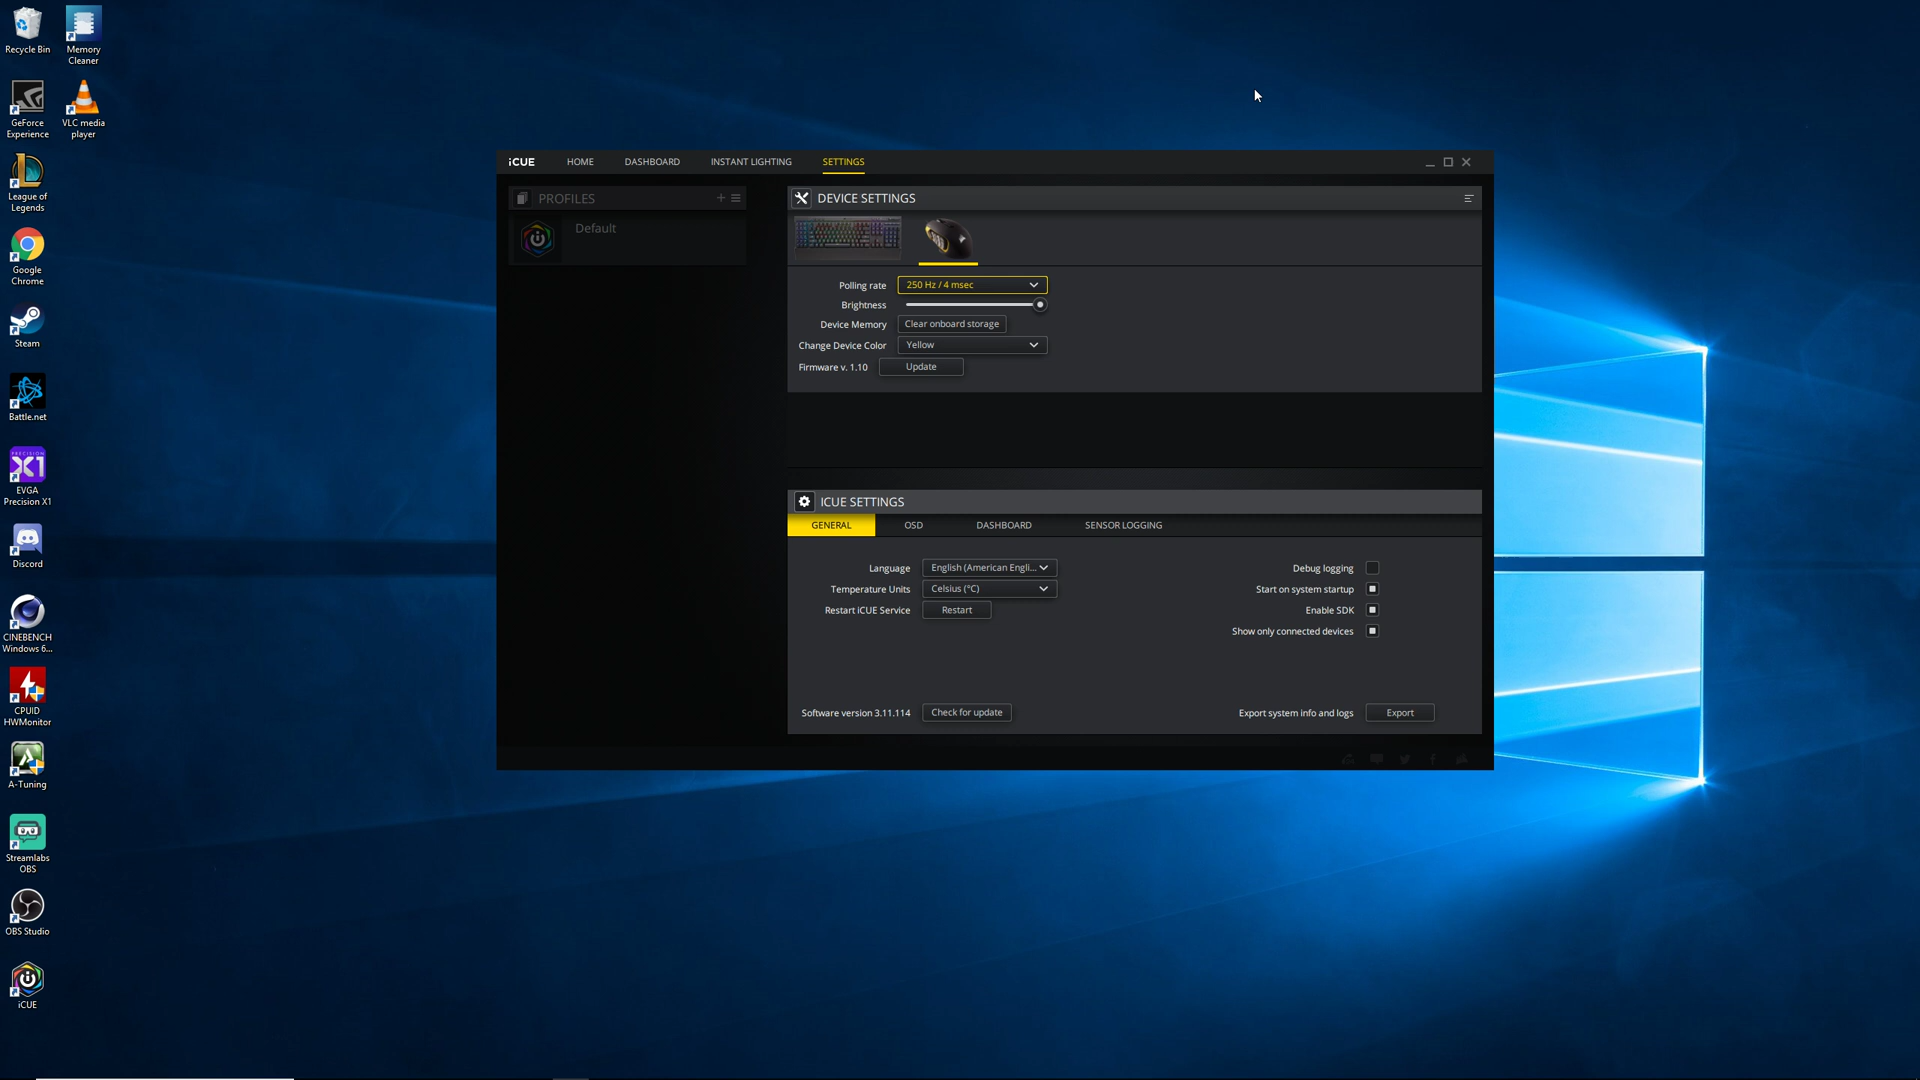 Recycle Bin
Memory
Cleaner
GeForce
Experience
VLC media
player
League of
Legends
Google
Chrome
Steam
Battle.net
PRECISION
X1
EVGA
Precision X1
Discord
CINEBENCH
Windows 6...
CPUID
HWMonitor
A-Tuning
Streamlabs
OBS
OBS Studio
iCUE
iCUE HOME DASHBOARD INSTANT LIGHTING SETTINGS
PROFILES
Default
DEVICE SETTINGS
Polling rate 250 Hz / 4 msec
Brightness
Device Memory Clear onboard storage
Change Device Color Yellow
Firmware v. 1.10 Update
ICUE SETTINGS
GENERAL OSD DASHBOARD SENSOR LOGGING
Language English (American Engli...
Temperature Units Celsius (°C)
Restart iCUE Service Restart
Debug logging
Start on system startup
Enable SDK
Show only connected devices
Software version 3.11.114 Check for update
Export system info and logs Export